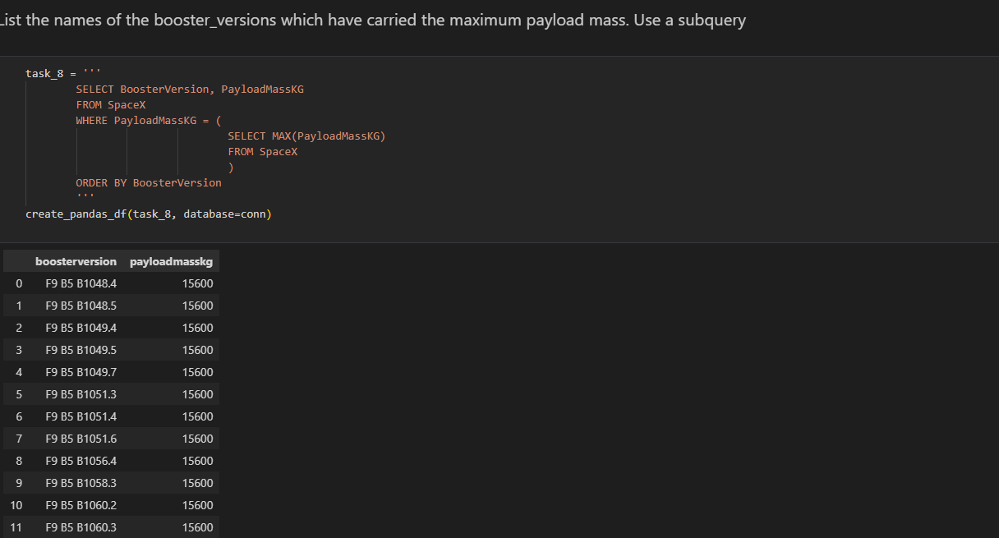 List the names of the booster_versions which have carried the maximum payload mass. Use a subquery
task_8 = '''
SELECT BoosterVersion, PayloadMassKG
FROM SpaceX
WHERE PayloadMassKG = (
SELECT MAX(PayloadMassKG)
FROM SpaceX
)
ORDER BY BoosterVersion
'''
create_pandas_df(task_8, database=conn)
boosterversion payloadmasskg
0 F9 B5 B1048.4 15600
1 F9 B5 B1048.5 15600
2 F9 B5 B1049.4 15600
3 F9 B5 B1049.5 15600
4 F9 B5 B1049.7 15600
5 F9 B5 B1051.3 15600
6 F9 B5 B1051.4 15600
7 F9 B5 B1051.6 15600
8 F9 B5 B1056.4 15600
9 F9 B5 B1058.3 15600
10 F9 B5 B1060.2 15600
11 F9 B5 B1060.3 15600